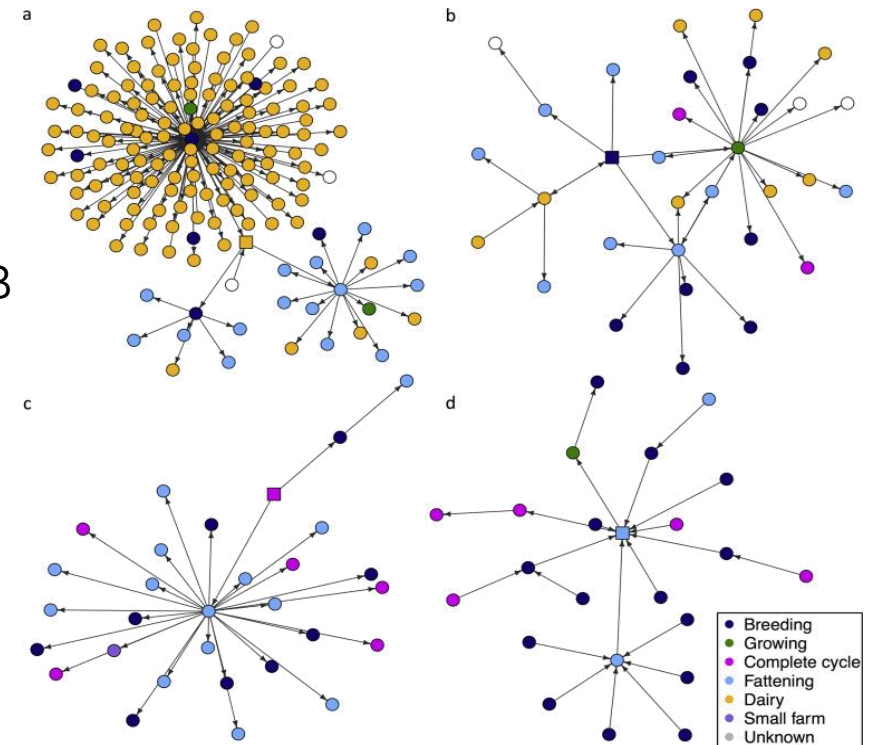 a
b
B
c
d
Breeding
Growing
Complete cycle
Fattening
Dairy
Small farm
Unknown